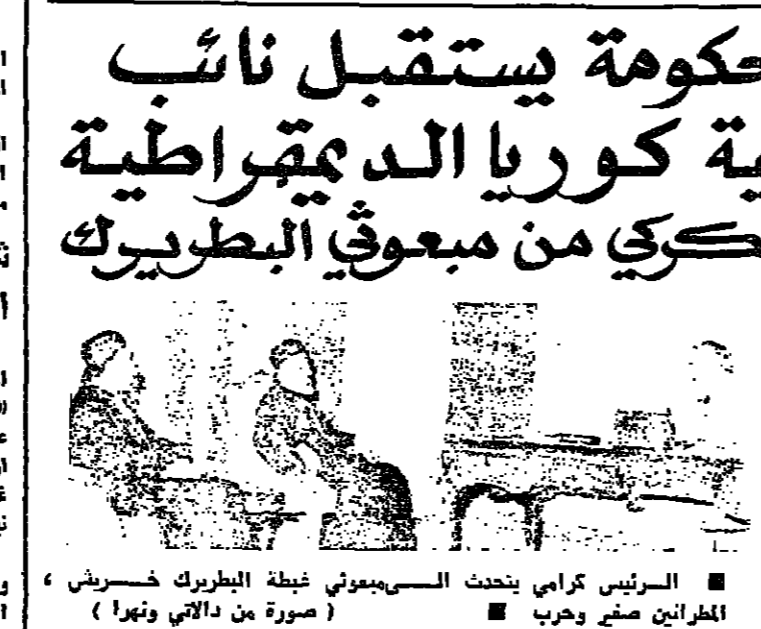 حكومة يستقبل نائب
ية كوريا الديمقراطية
كركي من مبعوثي البطريرك
■ الرئيس كرامي يتحدث الى مبعوثي غبطة البطريرك خريش ،
المطرانين صفير وحرب ■ ( صورة من دالاتي ونهرا )